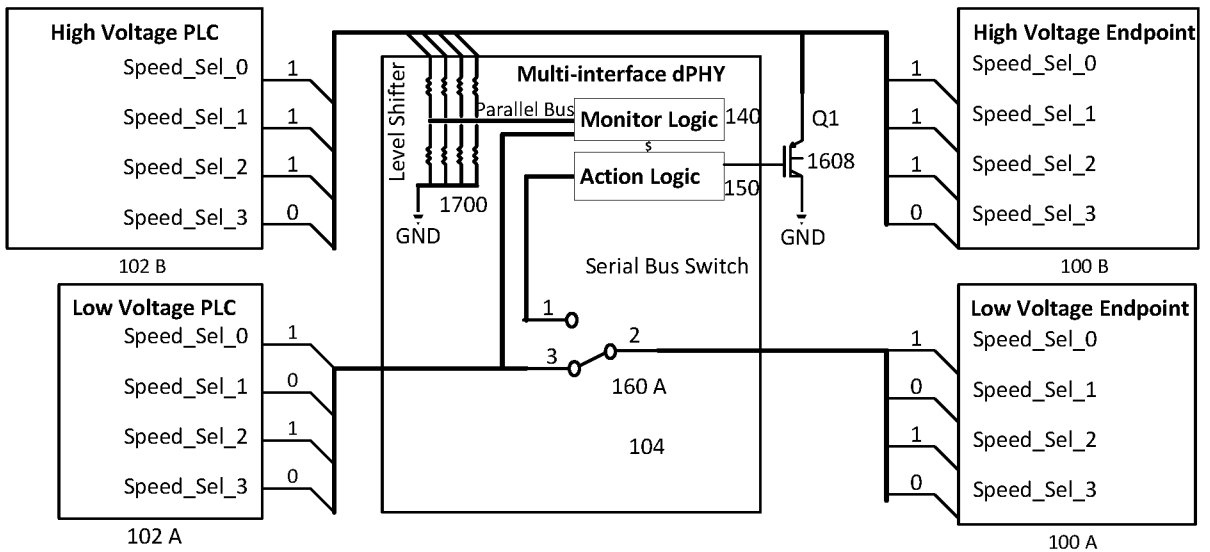 High Voltage PLC
Speed_Sel_0
1
Speed_Sel_1
1
Speed_Sel_2
1
Speed_Sel_3
0
102 B
Low Voltage PLC
Speed_Sel_0
1
Speed_Sel_1
0
Speed_Sel_2
1
Speed_Sel_3
0
102 A
Level Shifter
Multi-interface dPHY
Parallel Bus
Monitor Logic
140
$
Action Logic
150
1700
GND
Q1
1608
GND
Serial Bus Switch
1
2
3
160 A
104
High Voltage Endpoint
1
Speed_Sel_0
1
Speed_Sel_1
1
Speed_Sel_2
0
Speed_Sel_3
100 B
Low Voltage Endpoint
1
Speed_Sel_0
0
Speed_Sel_1
1
Speed_Sel_2
0
Speed_Sel_3
100 A